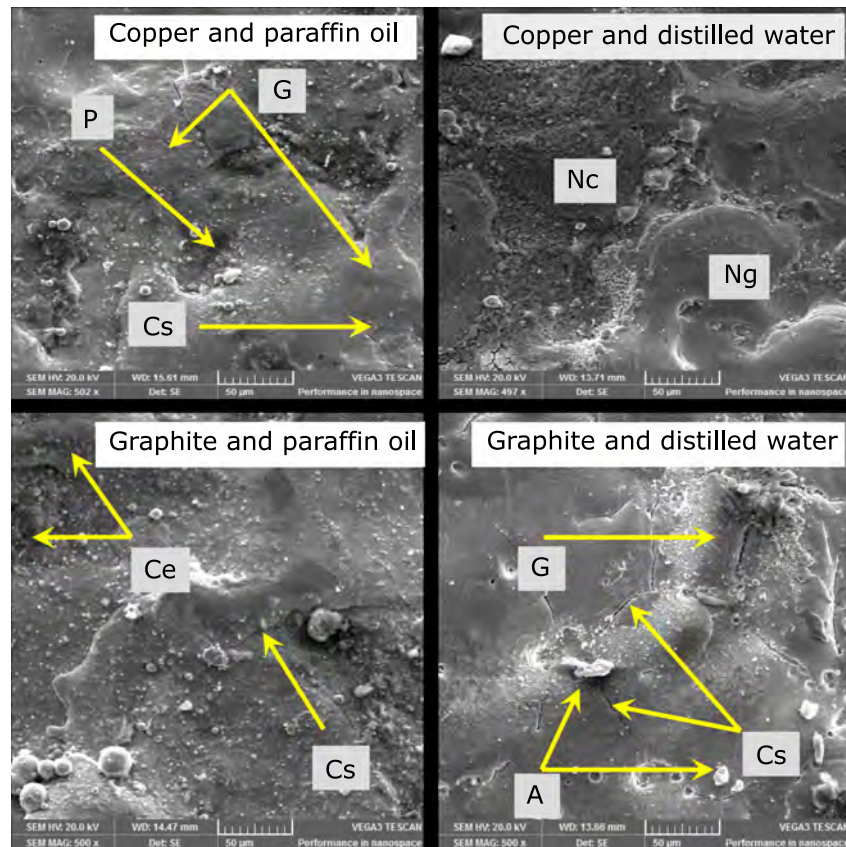 Copper and paraffin oil
G
P
Cs
SEM HV: 20.0 kV WD: 15.61 mm VEGA3 TESCAN
SEM MAG: 502 x Det: SE 50 µm Performance in nanospace
Copper and distilled water
Nc
Ng
SEM HV: 20.0 kV WD: 13.71 mm VEGA3 TESCAN
SEM MAG: 497 x Det: SE 50 µm Performance in nanospace
Graphite and paraffin oil
Ce
Cs
SEM HV: 20.0 kV WD: 14.47 mm VEGA3 TESCAN
SEM MAG: 500 x Det: SE 50 µm Performance in nanospace
Graphite and distilled water
G
Cs
A
SEM HV: 20.0 kV WD: 13.66 mm VEGA3 TESCAN
SEM MAG: 500 x Det: SE 50 µm Performance in nanospace